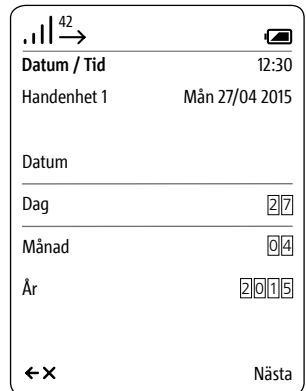 42
Datum / Tid 12:30
Handenhet 1 Mån 27/04 2015
Datum
Dag 27
Månad 04
År 2015
Nästa